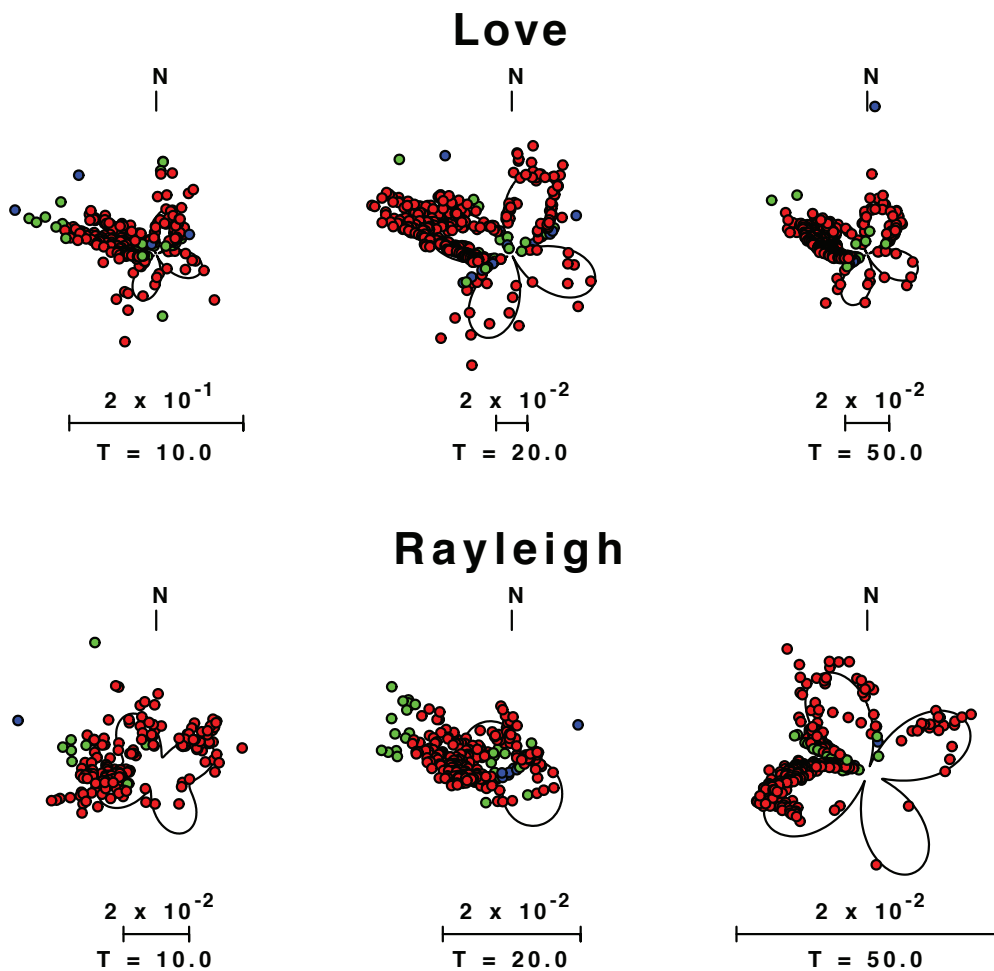 Love
N N N
2 x 10-1 2 x 10-2 2 x 10-2
T = 10.0 T = 20.0 T = 50.0
Rayleigh
N N N
2 x 10-2 2 x 10-2 2 x 10-2
T = 10.0 T = 20.0 T = 50.0